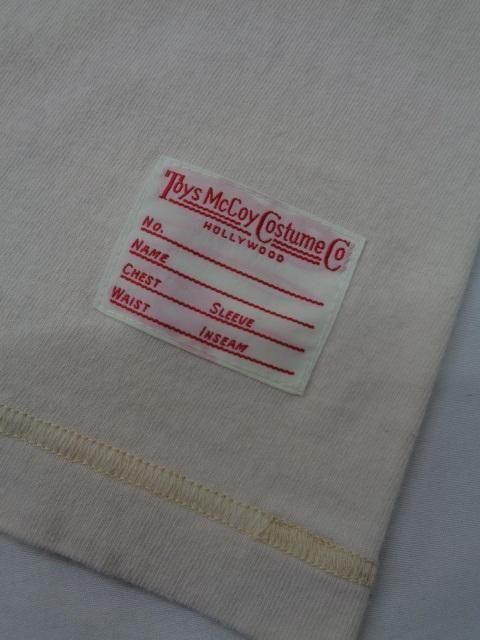 Toys McCoy Costume Co
HOLLYWOOD
No.
NAME
CHEST SLEEVE
WAIST INSEAM